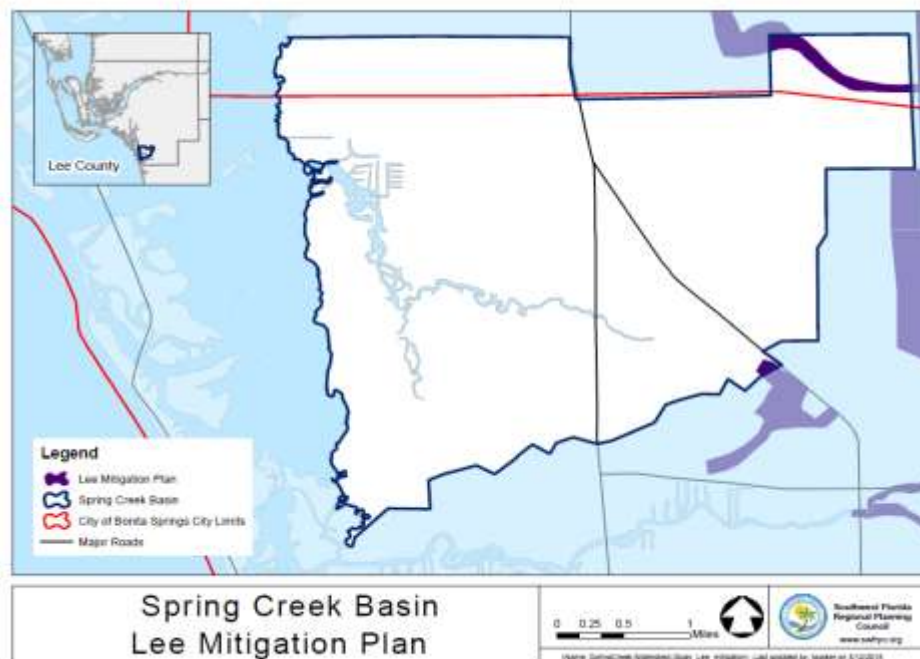 Lee County
Legend
Lee Mitigation Plan
Spring Creek Basin
City of Bonita Springs City Limits
Major Roads
Spring Creek Basin
Lee Mitigation Plan
0 0.25 0.5 1
Miles
Southwest Florida
Regional Planning
Council
www.swfrpc.org